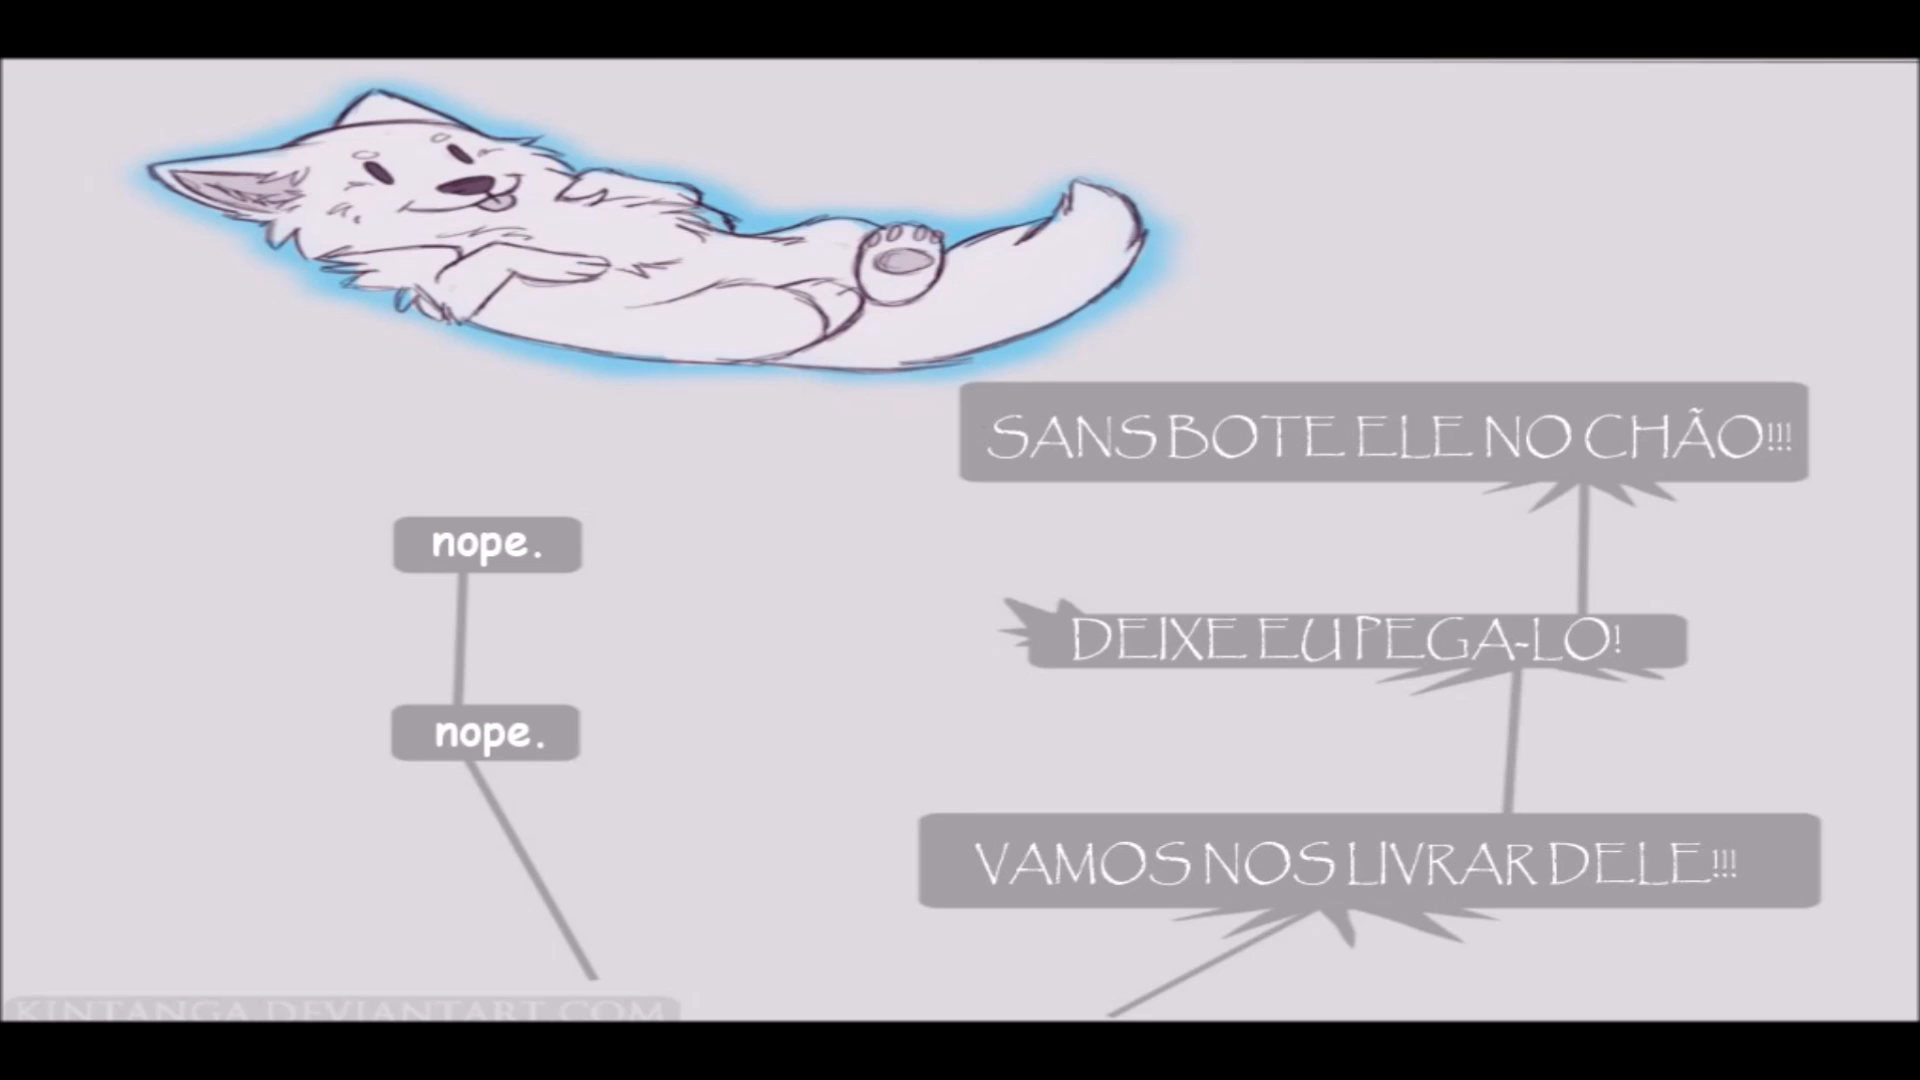 SANS BOTE ELE NO CHÃO!!!
nope.
DEIXE EU PEGA-LO!
nope.
VAMOS NOS LIVRAR DELE!!!
KINTANGA.DEVIANTART.COM